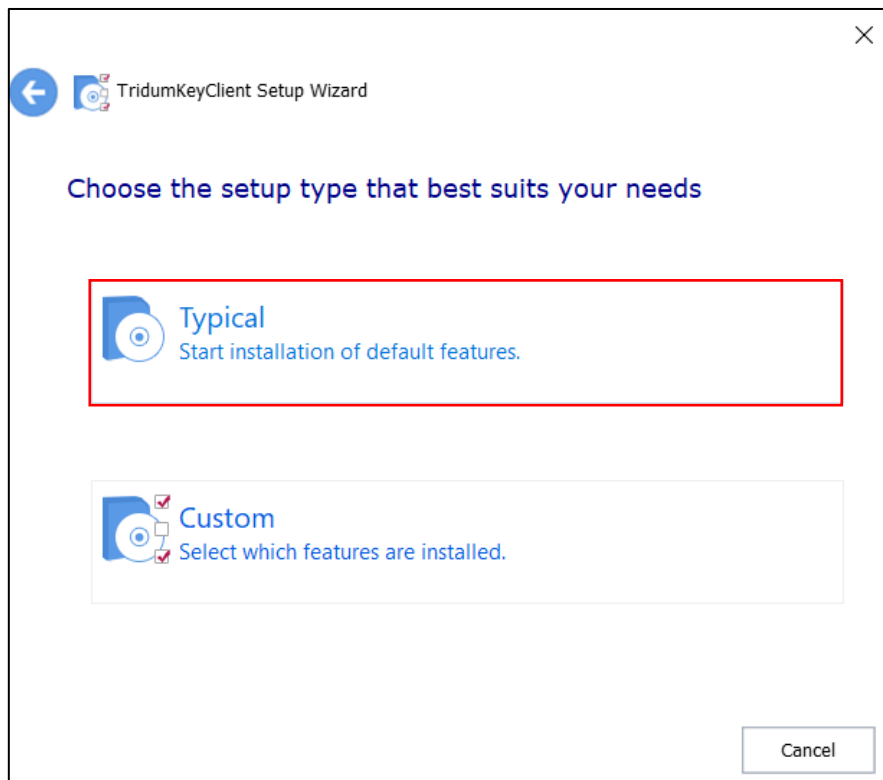 TridumKeyClient Setup Wizard
Choose the setup type that best suits your needs
Typical
Start installation of default features.
Custom
Select which features are installed.
Cancel